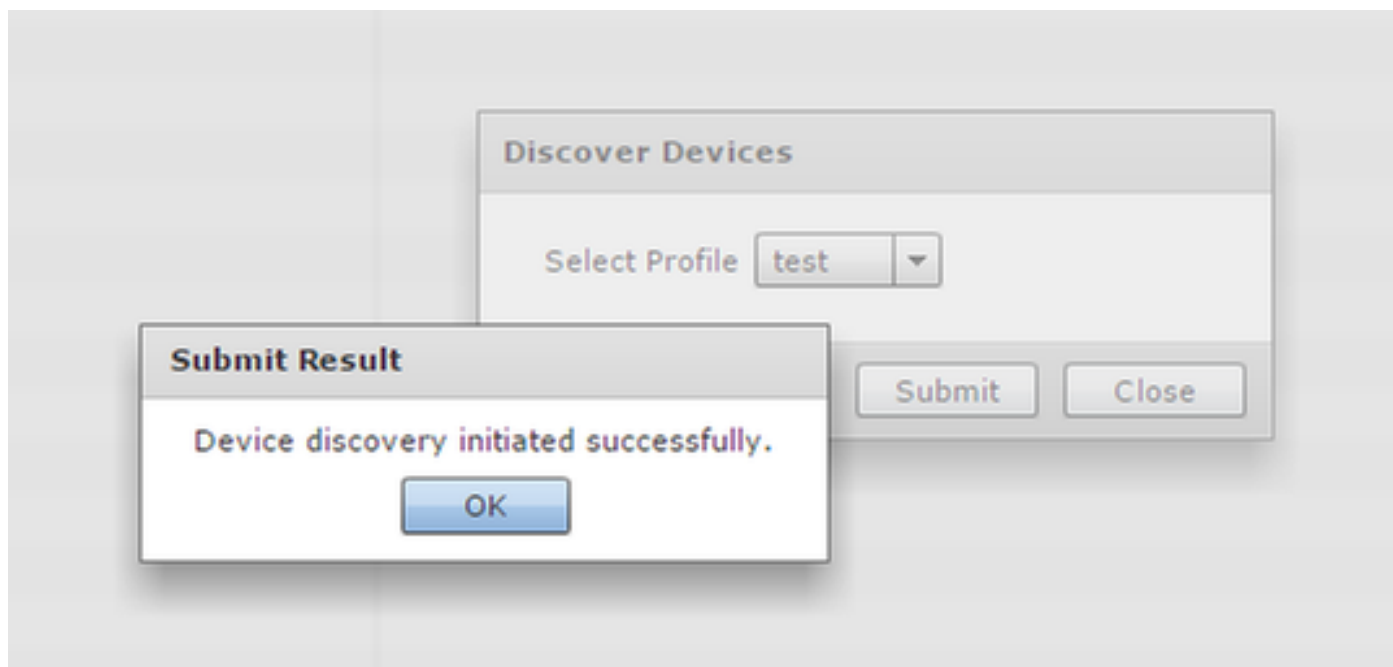 Discover Devices
Select Profile test
Submit Close
Submit Result
Device discovery initiated successfully.
OK